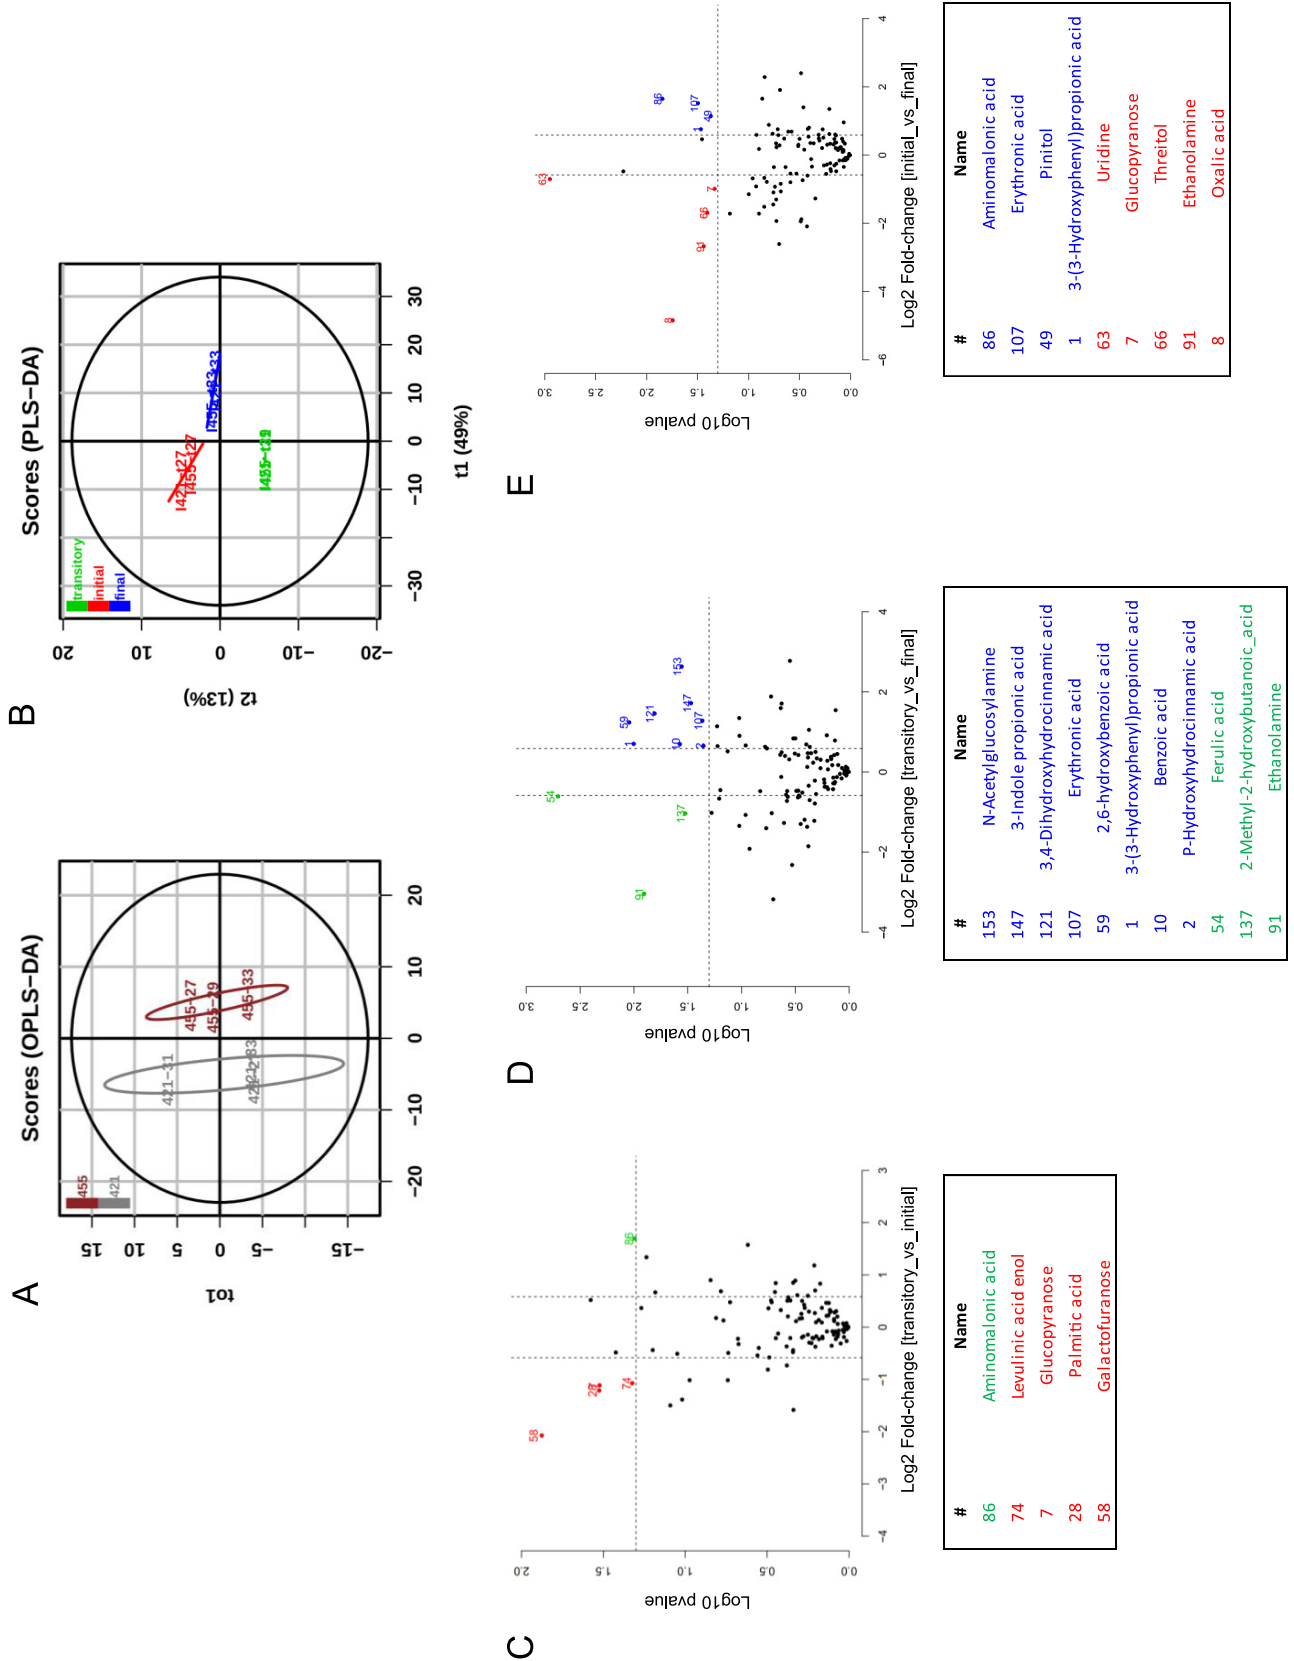 A
Scores (OPLS−DA)
455
421
455−27
455−29
455−33
421−31
to1
15
10
5
0
−5
−15
−20
−10
0
10
20
B
Scores (PLS−DA)
transitory
initial
final
t2 (13%)
20
10
0
−10
−20
−30
−10
0
10
20
30
t1 (49%)
C
Log10 pvalue
2.0
1.5
1.0
0.5
0.0
58
28
7
74
86
−4
−3
−2
−1
0
1
2
3
Log2 Fold−change [transitory_vs_initial]
# Name
86 Aminomalonic acid
74 Levulinic acid enol
7 Glucopyranose
28 Palmitic acid
58 Galactofuranose
D
Log10 pvalue
3.0
2.5
2.0
1.5
1.0
0.5
0.0
54
91
137
1
59
121
10
147
153
107
2
−4
−2
0
2
4
Log2 Fold−change [transitory_vs_final]
# Name
153 N-Acetylglucosylamine
147 3-Indole propionic acid
121 3,4-Dihydroxyhydrocinnamic acid
107 Erythronic acid
59 2,6-hydroxybenzoic acid
1 3-(3-Hydroxyphenyl)propionic acid
10 Benzoic acid
2 P-Hydroxyhydrocinnamic acid
54 Ferulic acid
137 2-Methyl-2-hydroxybutanoic_acid
91 Ethanolamine
E
Log10 pvalue
3.0
2.5
2.0
1.5
1.0
0.5
0.0
63
8
91
66
7
86
107
49
1
−6
−4
−2
0
2
4
Log2 Fold−change [initial_vs_final]
# Name
86 Aminomalonic acid
107 Erythronic acid
49 Pinitol
1 3-(3-Hydroxyphenyl)propionic acid
63 Uridine
7 Glucopyranose
66 Threitol
91 Ethanolamine
8 Oxalic acid